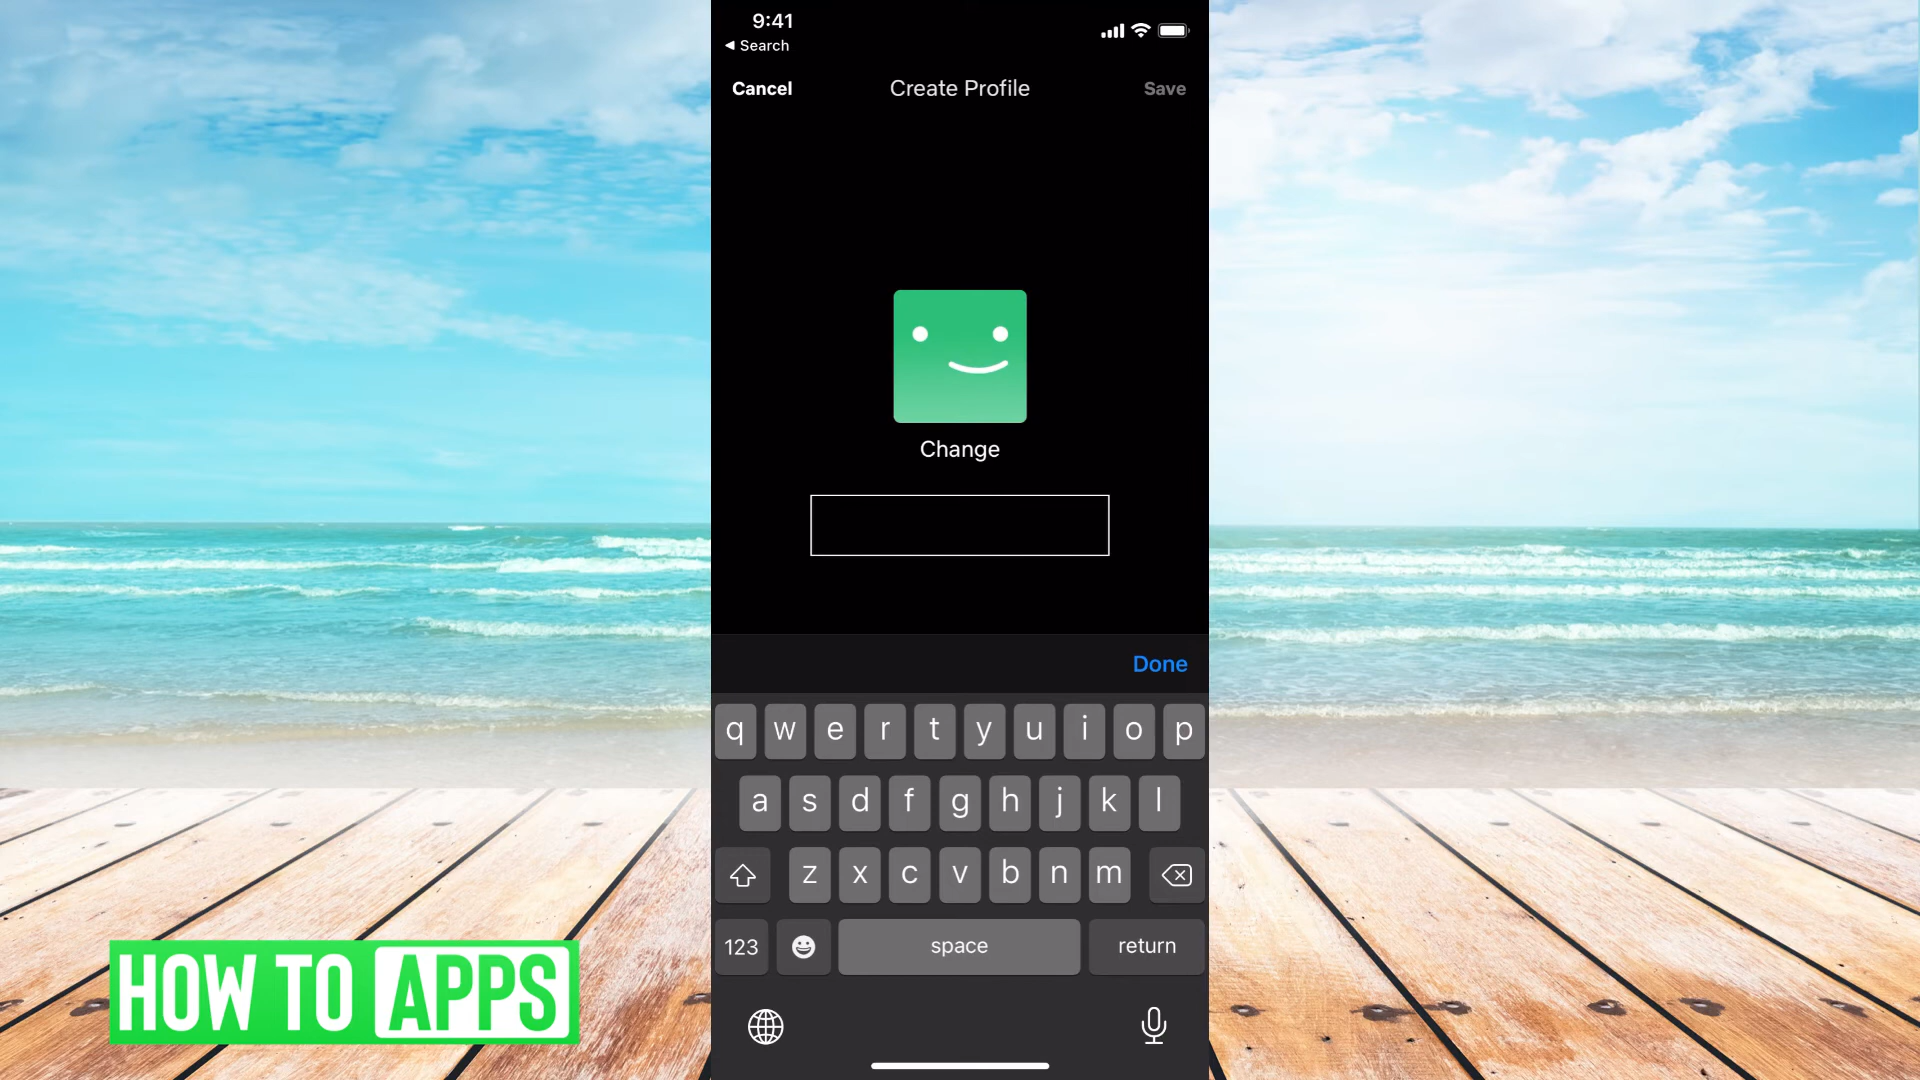 9:41
◀ Search
Cancel Create Profile Save
Change
Done
q w e r t y u i o p
a s d f g h j k l
z x c v b n m
123 space return
HOW TO APPS